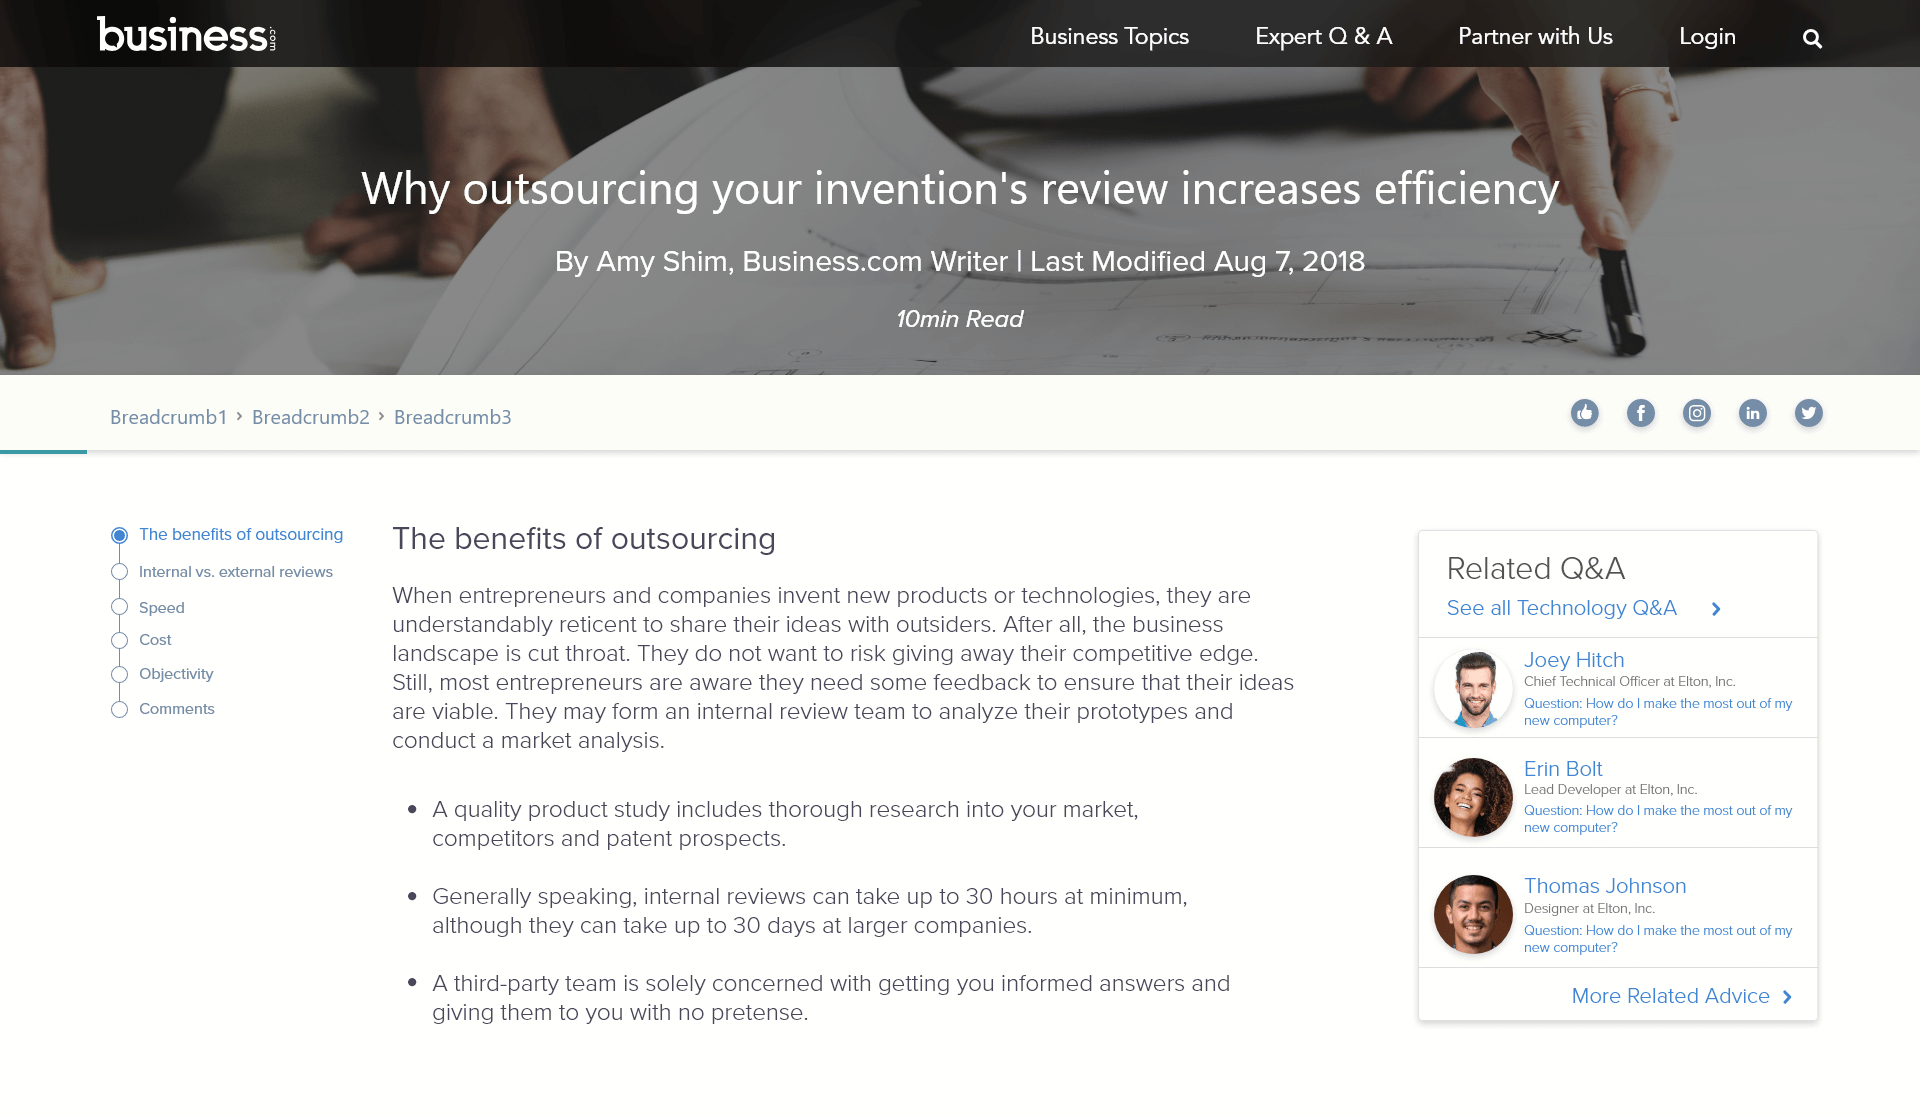 business.com
Business Topics
Expert Q & A
Partner with Us
Login
Why outsourcing your invention's review increases efficiency
By Amy Shim, Business.com Writer | Last Modified Aug 7, 2018
10min Read
Breadcrumb1 › Breadcrumb2 › Breadcrumb3
The benefits of outsourcing
Internal vs. external reviews
Speed
Cost
Objectivity
Comments
The benefits of outsourcing
When entrepreneurs and companies invent new products or technologies, they are
understandably reticent to share their ideas with outsiders. After all, the business
landscape is cut throat. They do not want to risk giving away their competitive edge.
Still, most entrepreneurs are aware they need some feedback to ensure that their ideas
are viable. They may form an internal review team to analyze their prototypes and
conduct a market analysis.
• A quality product study includes thorough research into your market,
competitors and patent prospects.
• Generally speaking, internal reviews can take up to 30 hours at minimum,
although they can take up to 30 days at larger companies.
• A third-party team is solely concerned with getting you informed answers and
giving them to you with no pretense.
Related Q&A
See all Technology Q&A
Joey Hitch
Chief Technical Officer at Elton, Inc.
Question: How do I make the most out of my
new computer?
Erin Bolt
Lead Developer at Elton, Inc.
Question: How do I make the most out of my
new computer?
Thomas Johnson
Designer at Elton, Inc.
Question: How do I make the most out of my
new computer?
More Related Advice